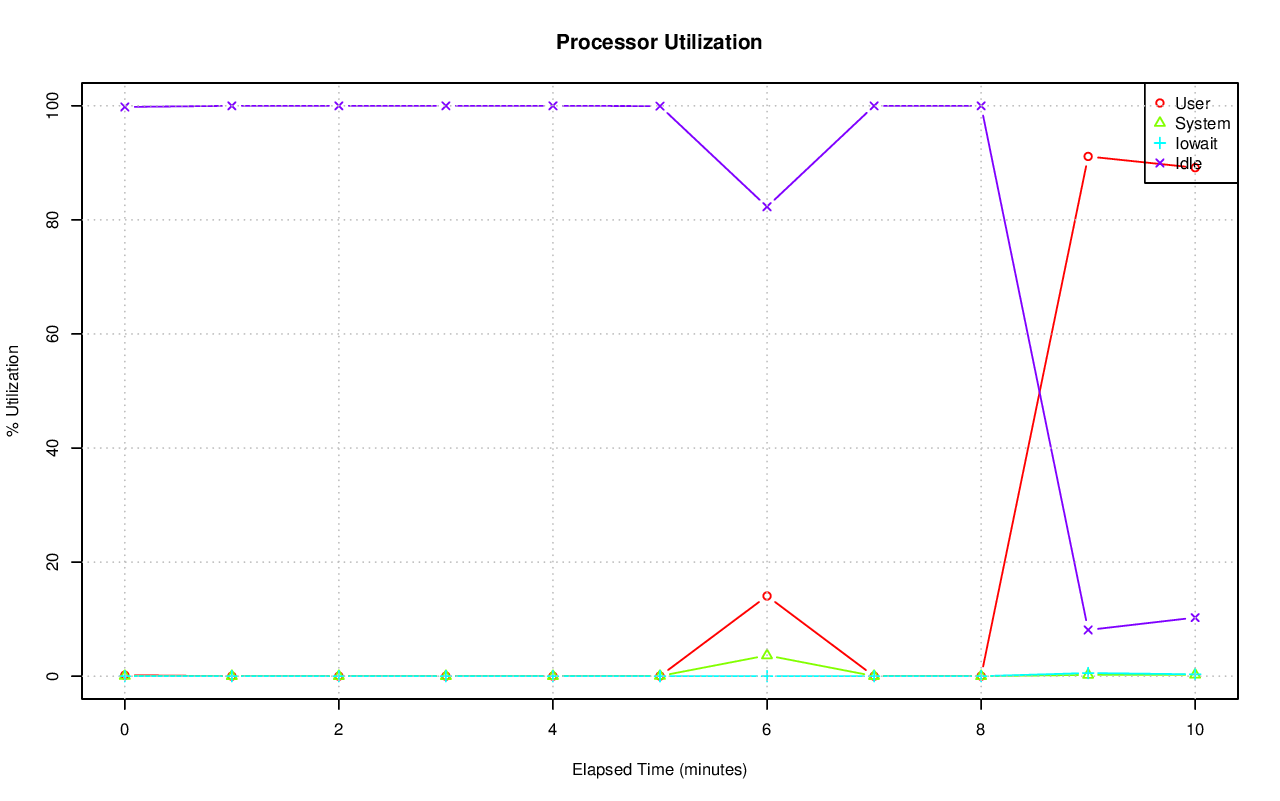 Processor Utilization
% Utilization
100
80
60
40
20
0
User
System
Iowait
Idle
0 2 4 6 8 10
Elapsed Time (minutes)